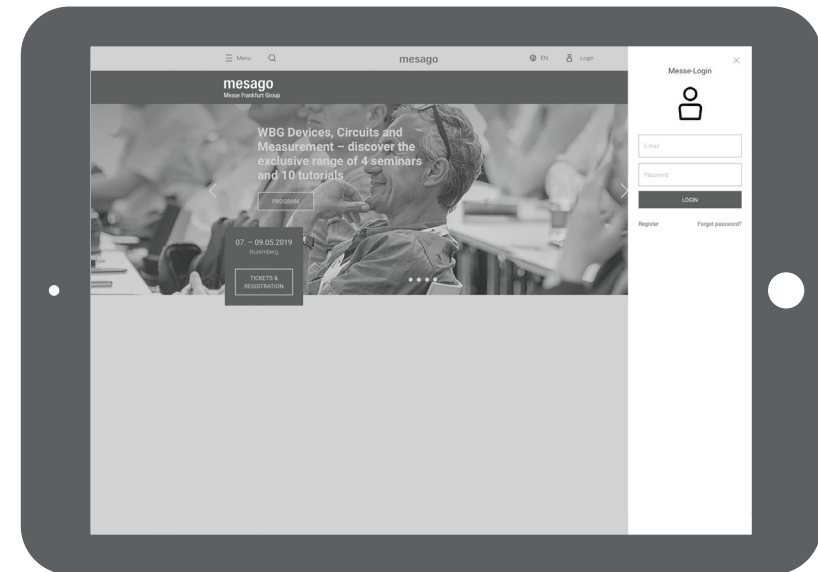 Menu
mesago
EN
Login
mesago
Messe Frankfurt Group
WBG Devices, Circuits and
Measurement – discover the
exclusive range of 4 seminars
and 10 tutorials
PROGRAM
07. – 09.05.2019
Nuremberg
TICKETS &
REGISTRATION
Messe-Login
E-mail
Password
LOGIN
Register
Forgot password?